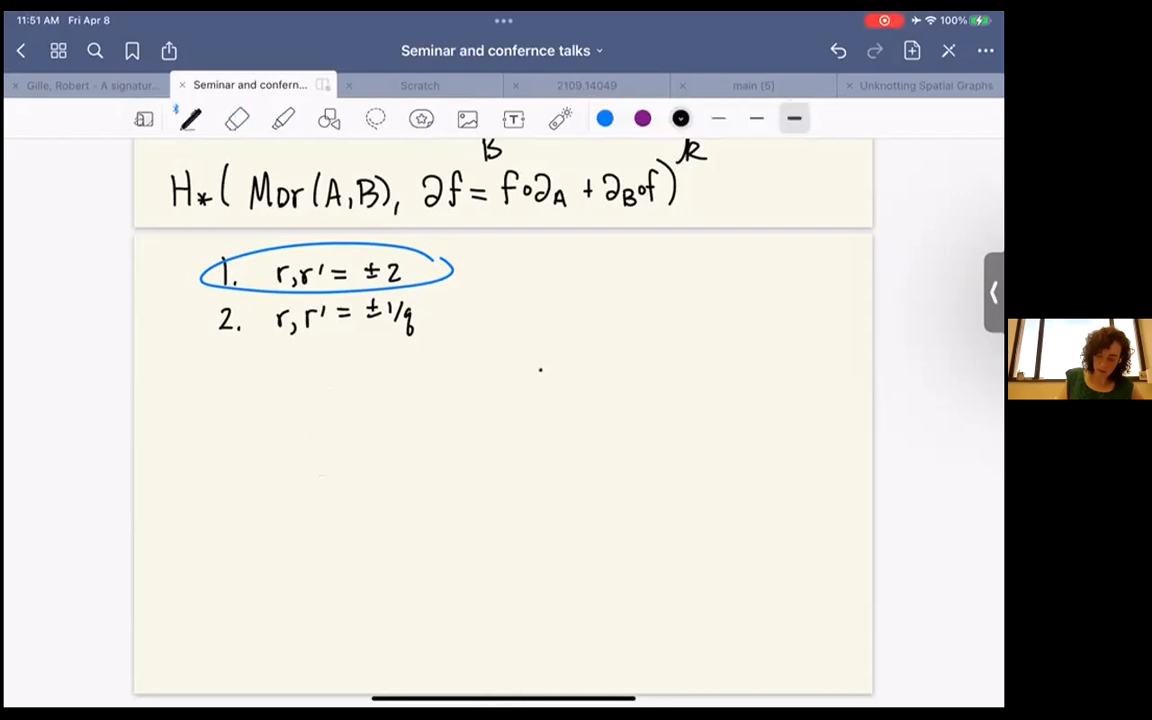 11:51 AM Fri Apr 8
100%
Seminar and confernce talks
Gille, Robert - A signatur...
Seminar and confern...
Scratch
2109.14049
main (5)
Unknotting Spatial Graphs
B
k
H*( Mor(A,B), ∂f = f∘∂A + ∂B∘f)
1. r,r' = ±2
2. r,r' = ±1/q